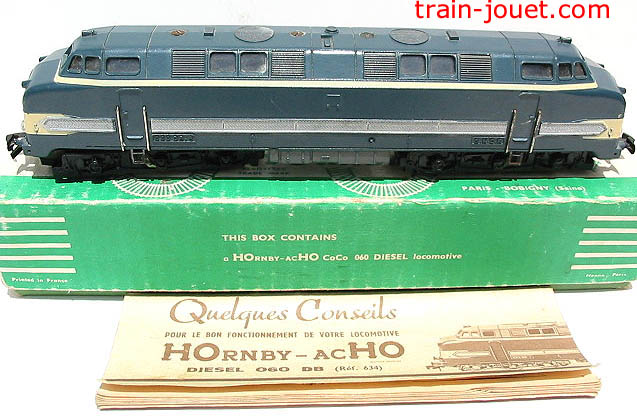 train-jouet.com
PARIS - BOBIGNY (Seine)
THIS BOX CONTAINS
a HORNBY-ACHO CoCo 060 DIESEL locomotive
Printed in France
Quelques Conseils
POUR LE BON FONCTIONNEMENT DE VOTRE LOCOMOTIVE
HORNBY-ACHO
DIESEL 060 DB (Réf. 634)